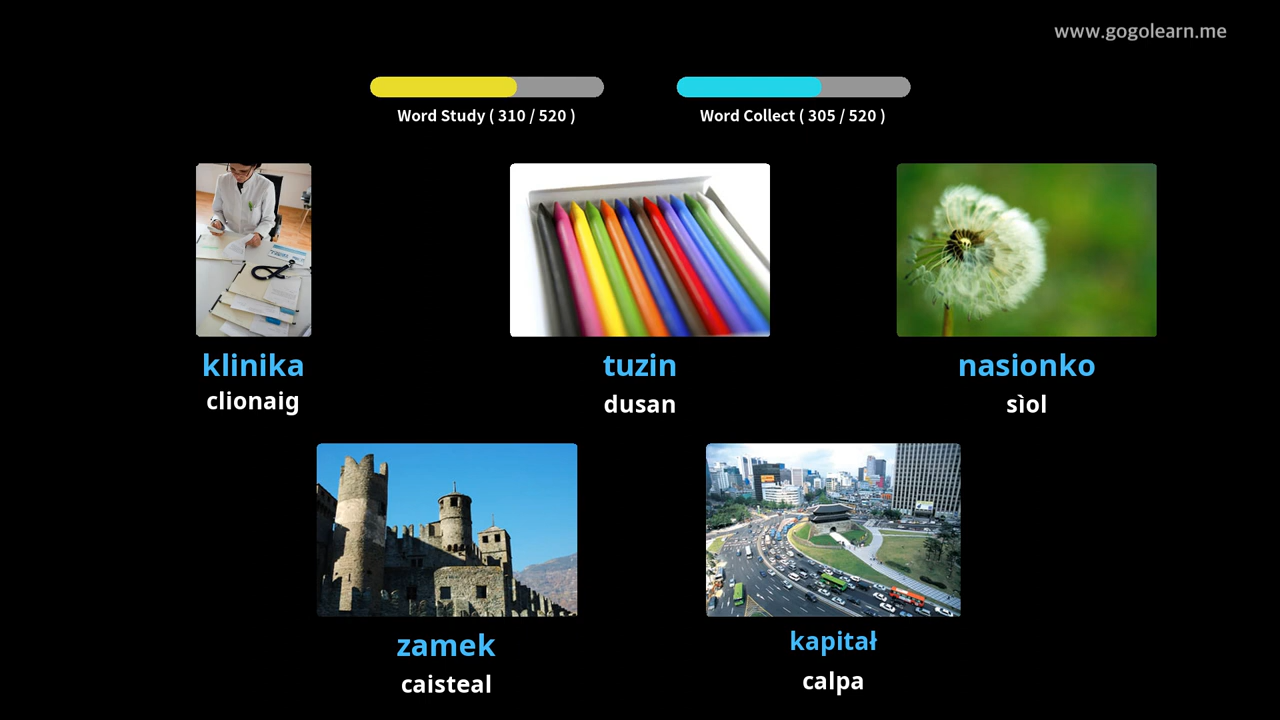 www.gogolearn.me
Word Study ( 310 / 520 )
Word Collect ( 305 / 520 )
klinika
clionaig
tuzin
dusan
nasionko
sìol
zamek
caisteal
kapitał
calpa